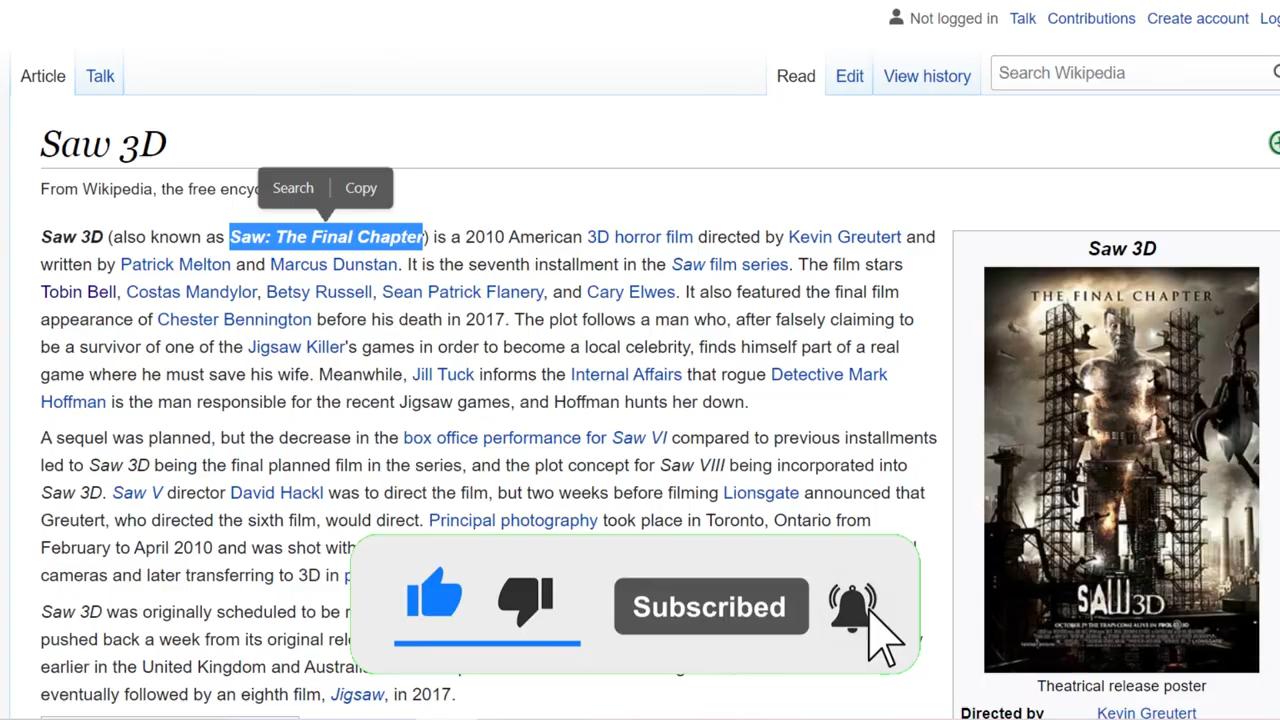 Not logged in Talk Contributions Create account
Article Talk Read Edit View history Search Wikipedia
Saw 3D
From Wikipedia, the free
Search Copy
Saw 3D (also known as Saw: The Final Chapter) is a 2010 American 3D horror film directed by Kevin Greutert and
written by Patrick Melton and Marcus Dunstan. It is the seventh installment in the Saw film series. The film stars
Tobin Bell, Costas Mandylor, Betsy Russell, Sean Patrick Flanery, and Cary Elwes. It also featured the final film
appearance of Chester Bennington before his death in 2017. The plot follows a man who, after falsely claiming to
be a survivor of one of the Jigsaw Killer's games in order to become a local celebrity, finds himself part of a real
game where he must save his wife. Meanwhile, Jill Tuck informs the Internal Affairs that rogue Detective Mark
Hoffman is the man responsible for the recent Jigsaw games, and Hoffman hunts her down.
A sequel was planned, but the decrease in the box office performance for Saw VI compared to previous installments
led to Saw 3D being the final planned film in the series, and the plot concept for Saw VIII being incorporated into
Saw 3D. Saw V director David Hackl was to direct the film, but two weeks before filming Lionsgate announced that
Greutert, who directed the sixth film, would direct. Principal photography took place in Toronto, Ontario from
February to April 2010 and was shot
cameras and later transferring to 3D in
Saw 3D was originally scheduled to be
pushed back a week from its original
earlier in the United Kingdom and
eventually followed by an eighth film, Jigsaw, in 2017.
Subscribed
Saw 3D
THE FINAL CHAPTER
SAW3D
Theatrical release poster
Directed by Kevin Greutert